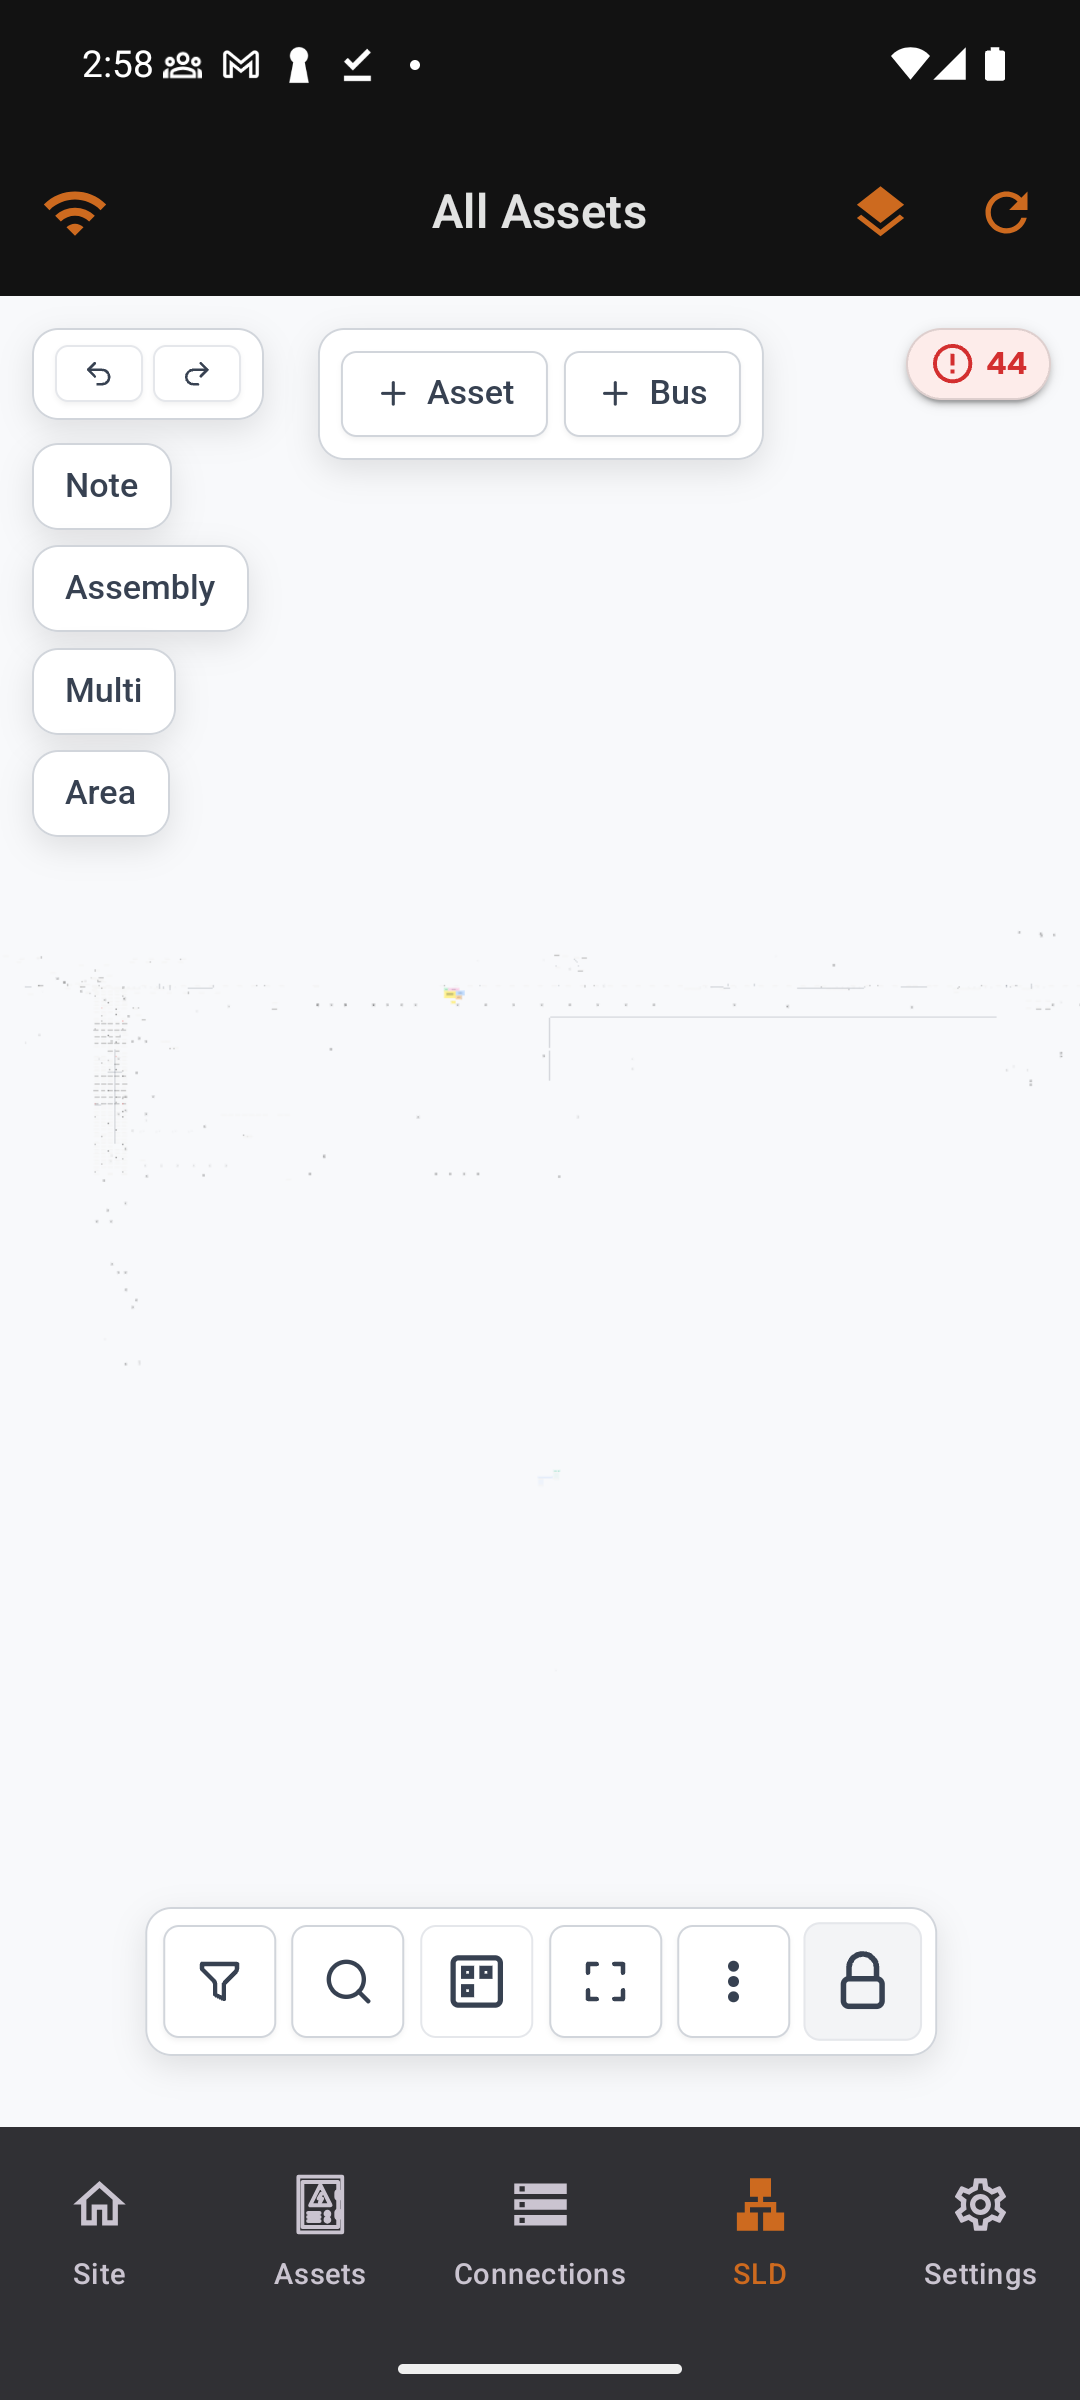 2:58
All Assets
Asset
Bus
44
Note
Assembly
Multi
Area
Site
Assets
Connections
SLD
Settings